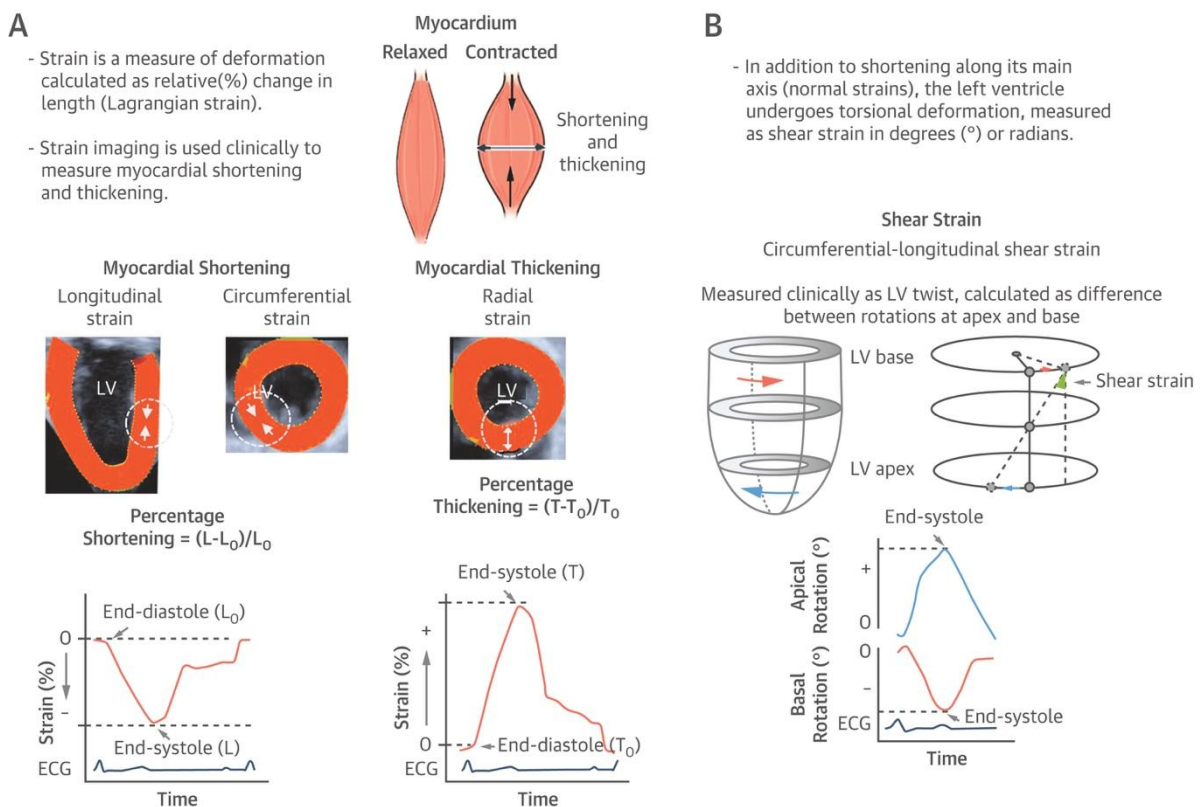 A
- Strain is a measure of deformation
calculated as relative(%) change in
length (Lagrangian strain).
- Strain imaging is used clinically to
measure myocardial shortening
and thickening.
Myocardium
Relaxed
Contracted
Shortening
and
thickening
Myocardial Shortening
Longitudinal
strain
Circumferential
strain
LV
LV
Myocardial Thickening
Radial
strain
LV
Percentage
Shortening = (L-L₀)/L₀
Percentage
Thickening = (T-T₀)/T₀
0
End-diastole (L₀)
Strain (%)
-
End-systole (L)
ECG
Time
End-systole (T)
+
Strain (%)
0
End-diastole (T₀)
ECG
Time
B
- In addition to shortening along its main
axis (normal strains), the left ventricle
undergoes torsional deformation, measured
as shear strain in degrees (°) or radians.
Shear Strain
Circumferential-longitudinal shear strain
Measured clinically as LV twist, calculated as difference
between rotations at apex and base
LV base
Shear strain
LV apex
End-systole
Apical
Rotation (°)
+
0
0
Basal
Rotation (°)
-
ECG
End-systole
Time